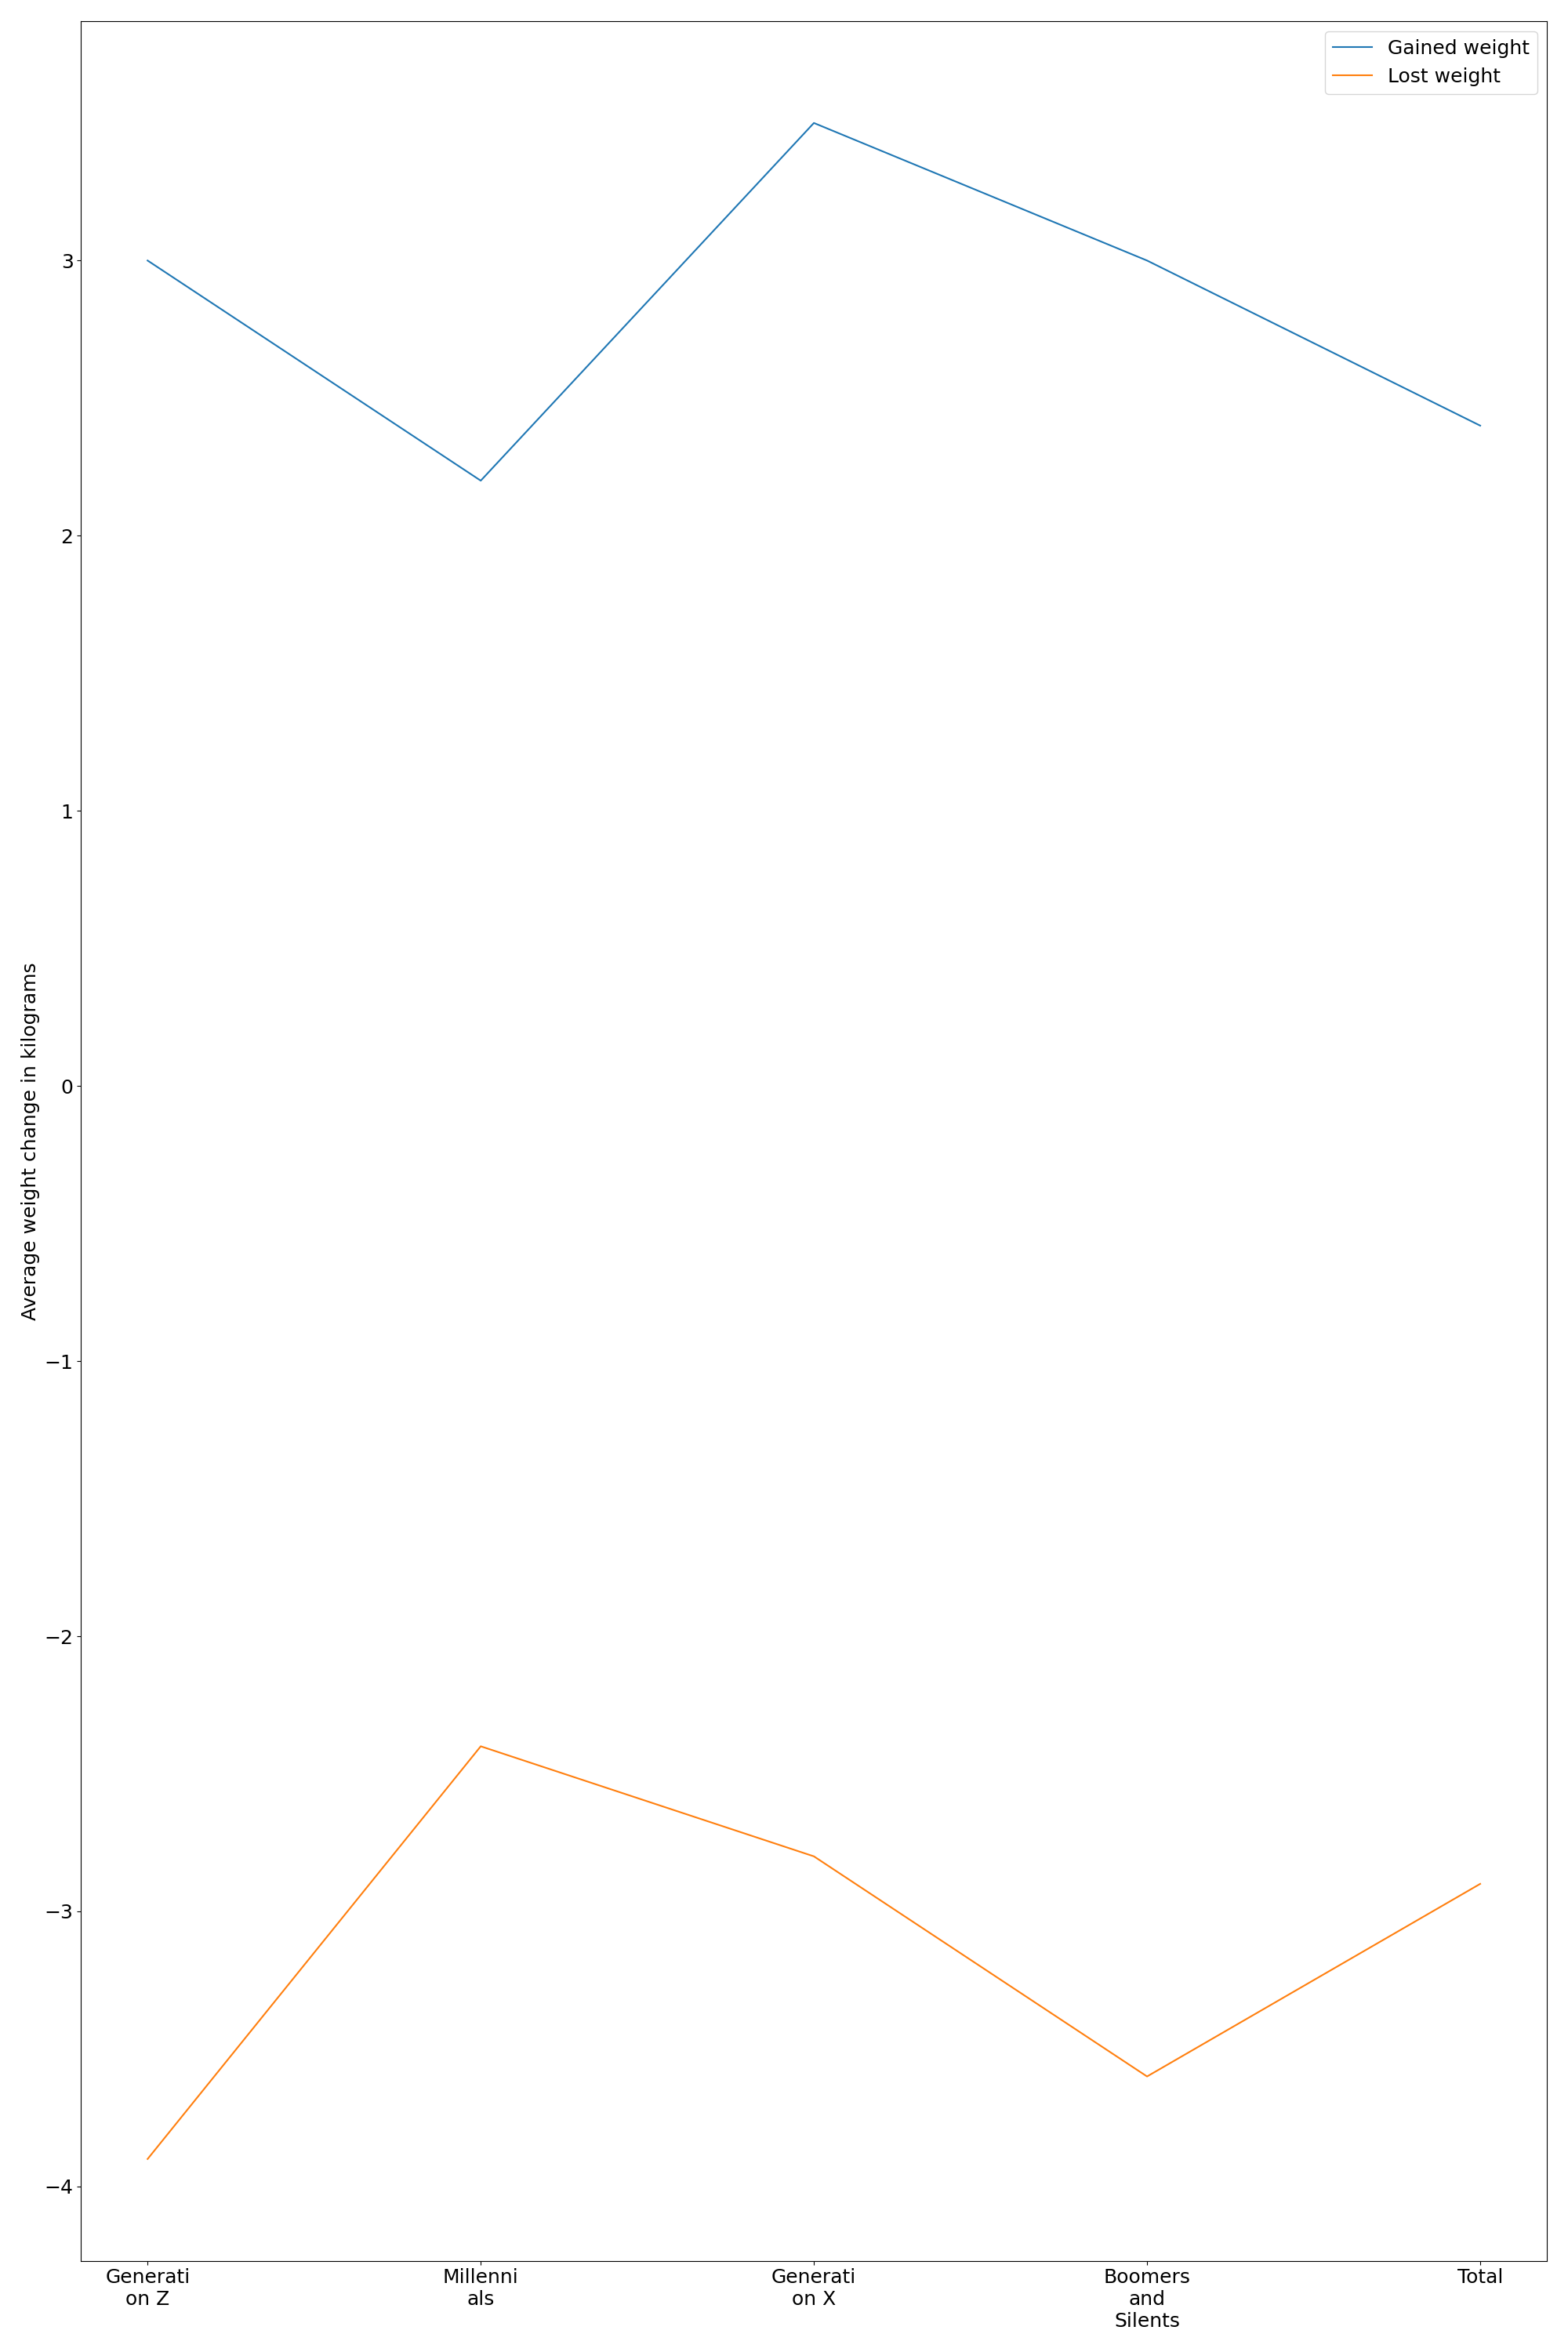 Gained weight
Lost weight
3
2
1
0
−1
−2
−3
−4
Average weight change in kilograms
Generati
on Z
Millenni
als
Generati
on X
Boomers
and
Silents
Total